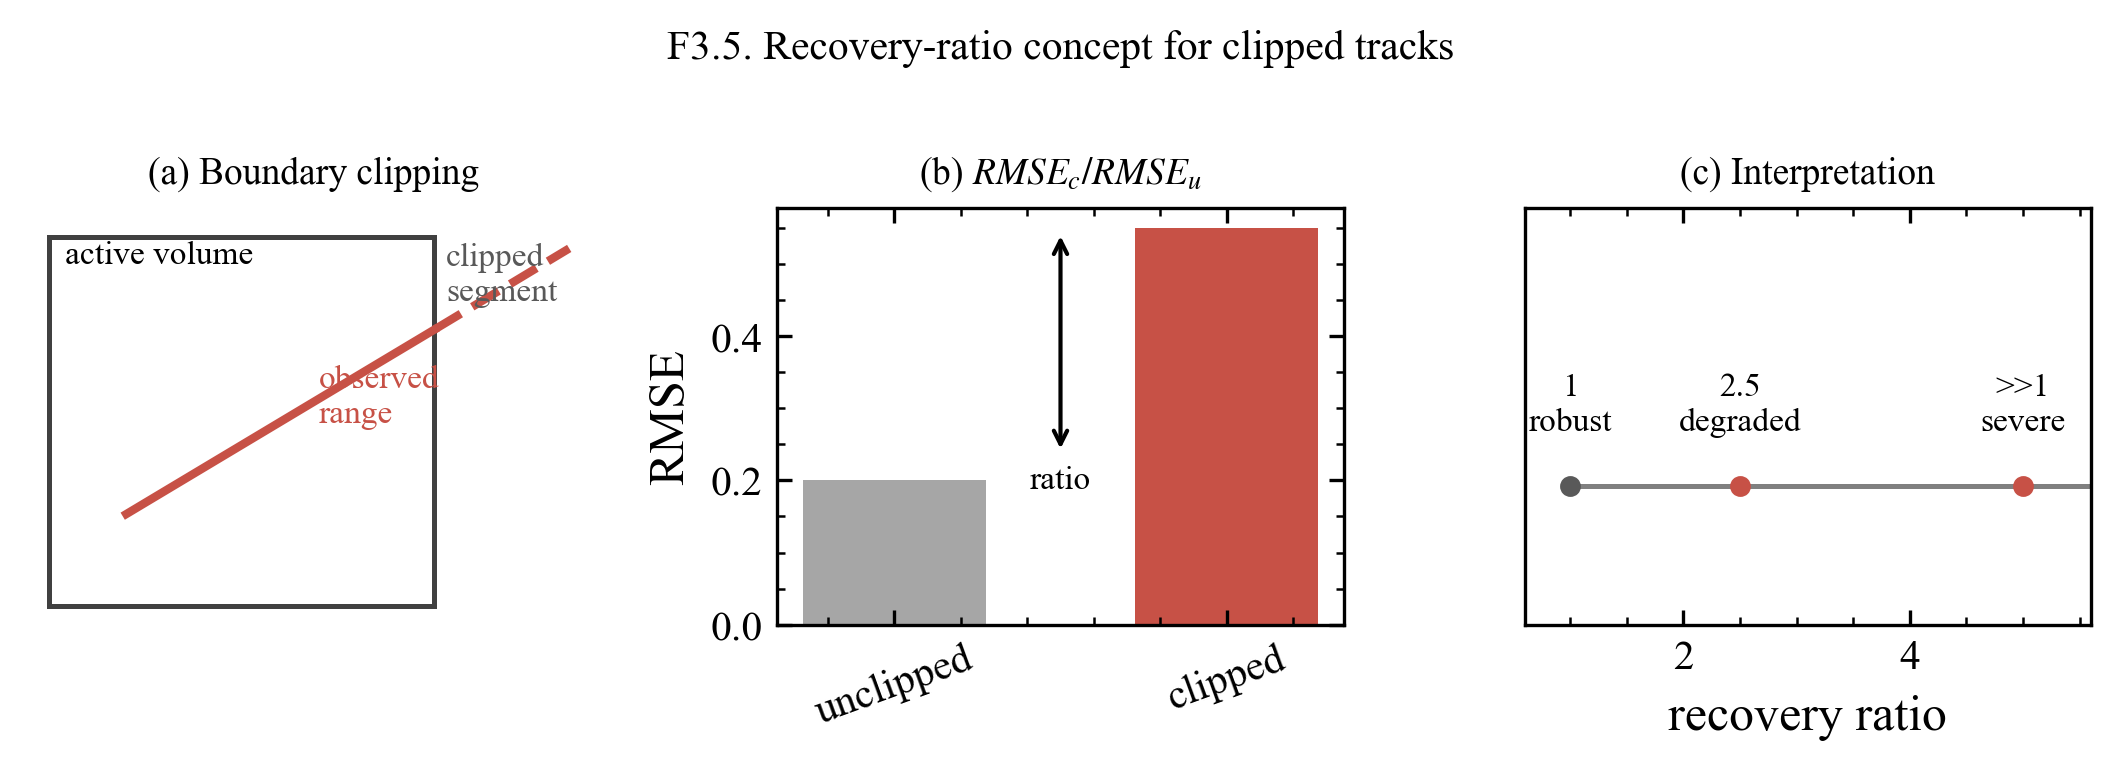 F3.5. Recovery-ratio concept for clipped tracks
(a) Boundary clipping
active volume
clipped
segment
observed
range
(b) RMSE_c/RMSE_u
RMSE
0.4
0.2
0.0
ratio
unclipped
clipped
(c) Interpretation
1
robust
2.5
degraded
>>1
severe
2
4
recovery ratio